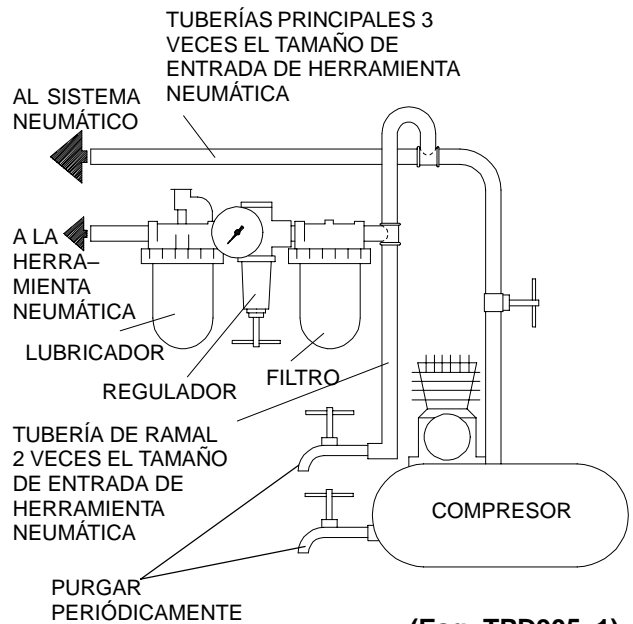 TUBERÍAS PRINCIPALES 3
VECES EL TAMAÑO DE
ENTRADA DE HERRAMIENTA
NEUMÁTICA
AL SISTEMA
NEUMÁTICO
A LA
HERRA–
MIENTA
NEUMÁTICA
LUBRICADOR
REGULADOR
FILTRO
TUBERÍA DE RAMAL
2 VECES EL TAMAÑO
DE ENTRADA DE
HERRAMIENTA
NEUMÁTICA
COMPRESOR
PURGAR
PERIÓDICAMENTE